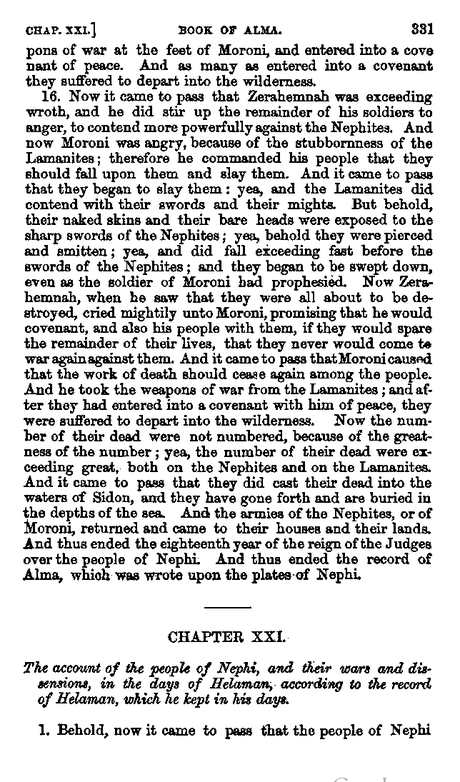 CHAP. XXI.] BOOK OF ALMA. 331
pons of war at the feet of Moroni, and entered into a cove
nant of peace. And as many as entered into a covenant
they suffered to depart into the wilderness.
16. Now it came to pass that Zerahemnah was exceeding
wroth, and he did stir up the remainder of his soldiers to
anger, to contend more powerfully against the Nephites. And
now Moroni was angry, because of the stubbornness of the
Lamanites; therefore he commanded his people that they
should fall upon them and slay them. And it came to pass
that they began to slay them: yea, and the Lamanites did
contend with their swords and their mights. But behold,
their naked skins and their bare heads were exposed to the
sharp swords of the Nephites; yea, behold they were pierced
and smitten; yea, and did fall exceeding fast before the
swords of the Nephites; and they began to be swept down,
even as the soldier of Moroni had prophesied. Now Zera-
hemnah, when he saw that they were all about to be de-
stroyed, cried mightily unto Moroni, promising that he would
covenant, and also his people with them, if they would spare
the remainder of their lives, that they never would come to
war again against them. And it came to pass that Moroni caused
that the work of death should cease again among the people.
And he took the weapons of war from the Lamanites; and af-
ter they had entered into a covenant with him of peace, they
were suffered to depart into the wilderness. Now the num-
ber of their dead were not numbered, because of the great-
ness of the number; yea, the number of their dead were ex-
ceeding great, both on the Nephites and on the Lamanites.
And it came to pass that they did cast their dead into the
waters of Sidon, and they have gone forth and are buried in
the depths of the sea. And the armies of the Nephites, or of
Moroni, returned and came to their houses and their lands.
And thus ended the eighteenth year of the reign of the Judges
over the people of Nephi. And thus ended the record of
Alma, which was wrote upon the plates of Nephi.
CHAPTER XXI.
The account of the people of Nephi, and their wars and dis-
sensions, in the days of Helaman, according to the record
of Helaman, which he kept in his days.
1. Behold, now it came to pass that the people of Nephi